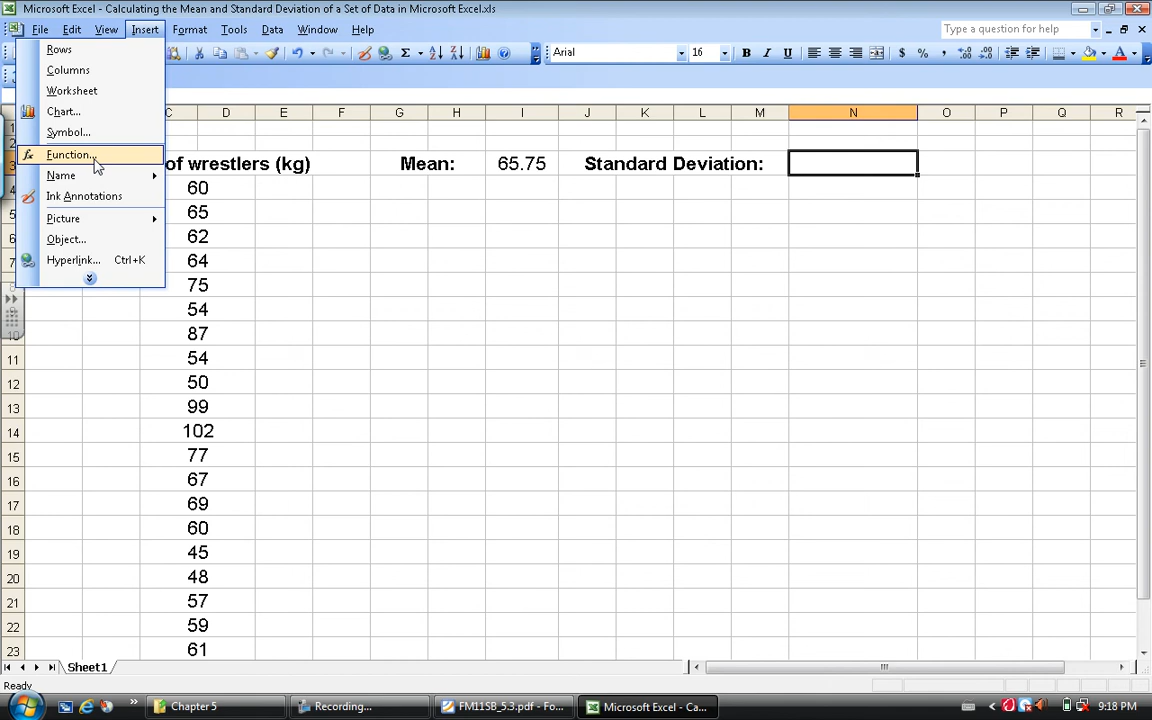 Microsoft Excel - Calculating the Mean and Standard Deviation of a Set of Data in Microsoft Excel.xls
File Edit View Insert Format Tools Data Window Help Type a question for help
Arial 16 B I U $ % ,
Rows
Columns
Worksheet
Chart...
Symbol...
Function...
Name
Ink Annotations
Picture
Object...
Hyperlink... Ctrl+K
C D E F G H I J K L M N O P Q R
of wrestlers (kg) Mean: 65.75 Standard Deviation:
60
65
62
64
75
54
87
11 54
12 50
13 99
14 102
15 77
16 67
17 69
18 60
19 45
20 48
21 57
22 59
23 61
Sheet1
Ready
Chapter 5 Recording... FM11SB_5.3.pdf - Fo... Microsoft Excel - Ca... 9:18 PM